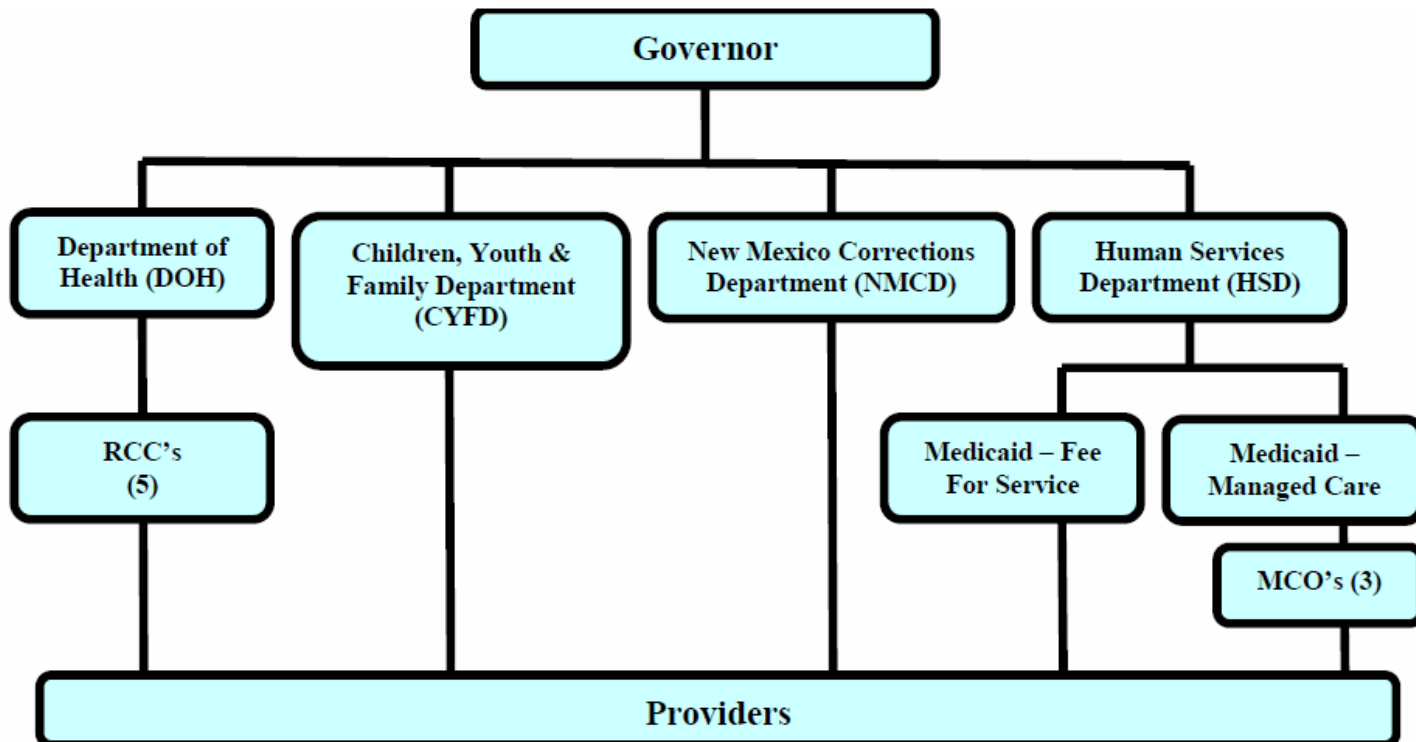 Governor
Department of
Health (DOH)
Children, Youth &
Family Department
(CYFD)
New Mexico Corrections
Department (NMCD)
Human Services
Department (HSD)
RCC’s
(5)
Medicaid – Fee
For Service
Medicaid –
Managed Care
MCO’s (3)
Providers